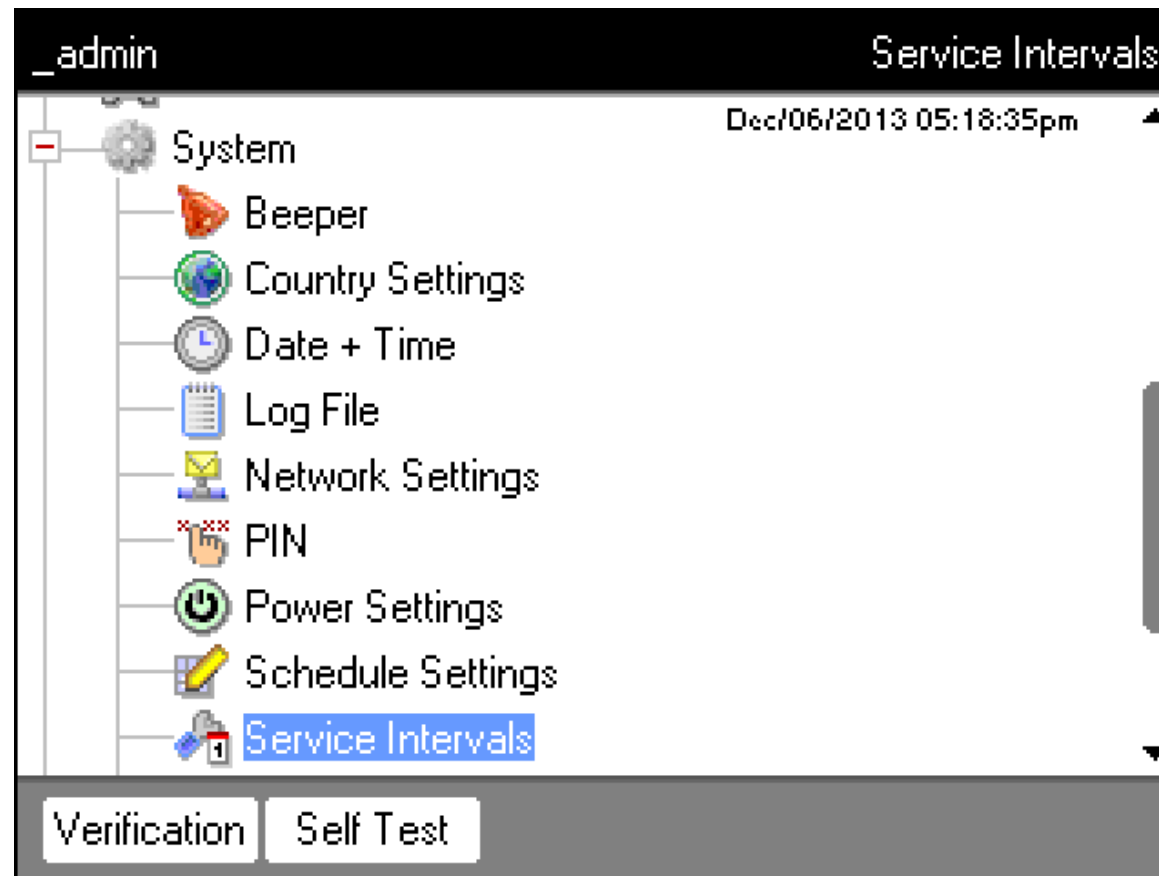 _admin
Service Intervals
Dec/06/2013 05:18:35pm
System
Beeper
Country Settings
Date + Time
Log File
Network Settings
PIN
Power Settings
Schedule Settings
Service Intervals
Verification
Self Test